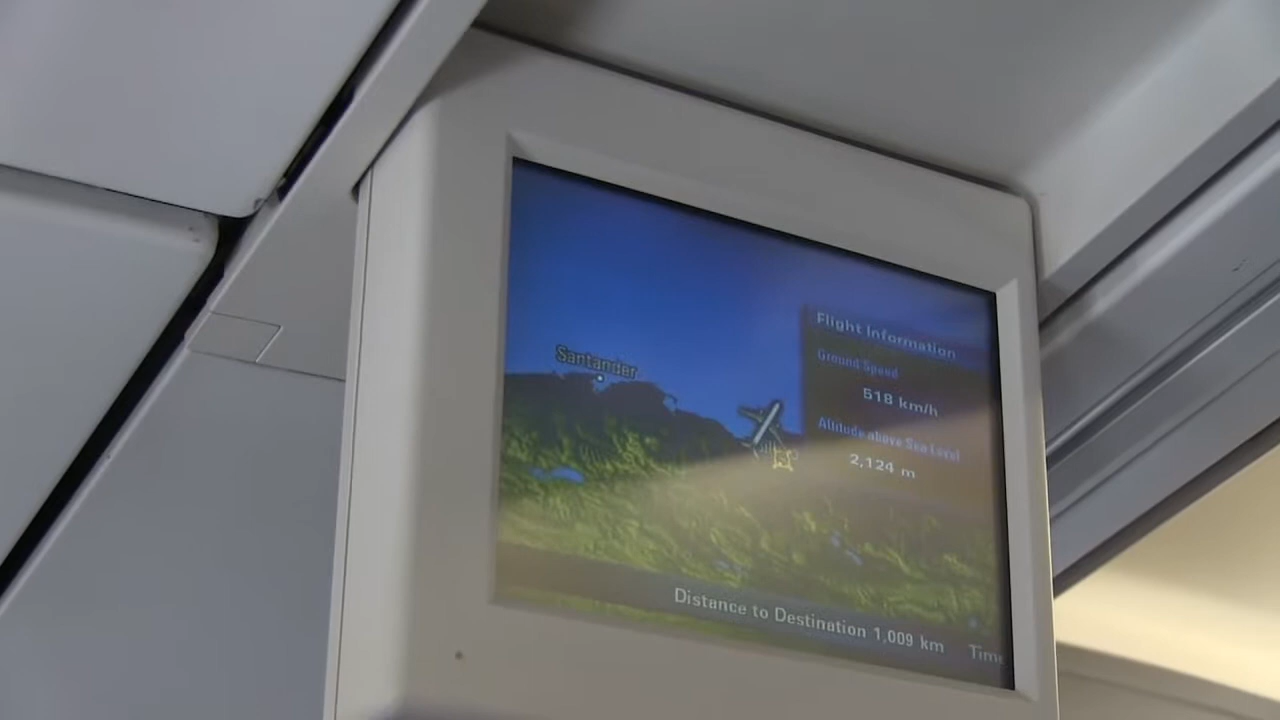 Santander
Flight Information
Ground Speed
518 km/h
Altitude above Sea Level
2,124 m
Distance to Destination 1,009 km Time